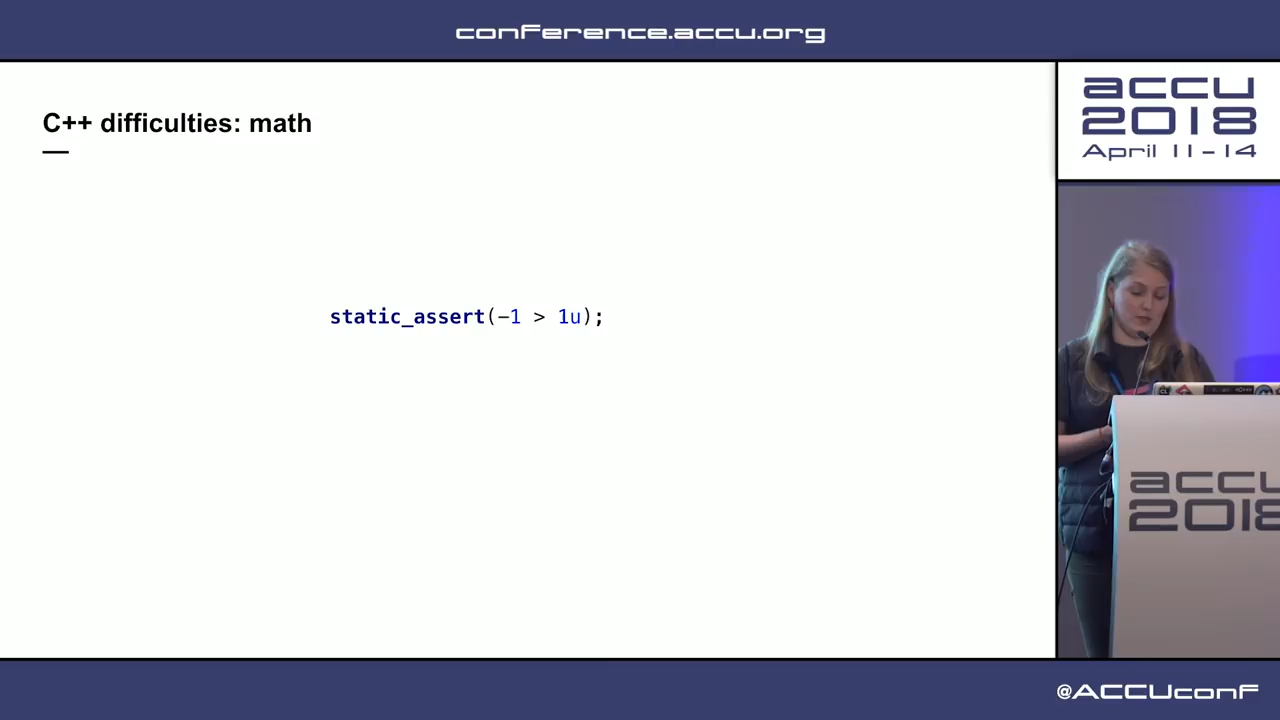 conference.accu.org
C++ difficulties: math
static_assert(-1 > 1u);
accu
2018
April 11-14
accu
2018
@ACCUconf